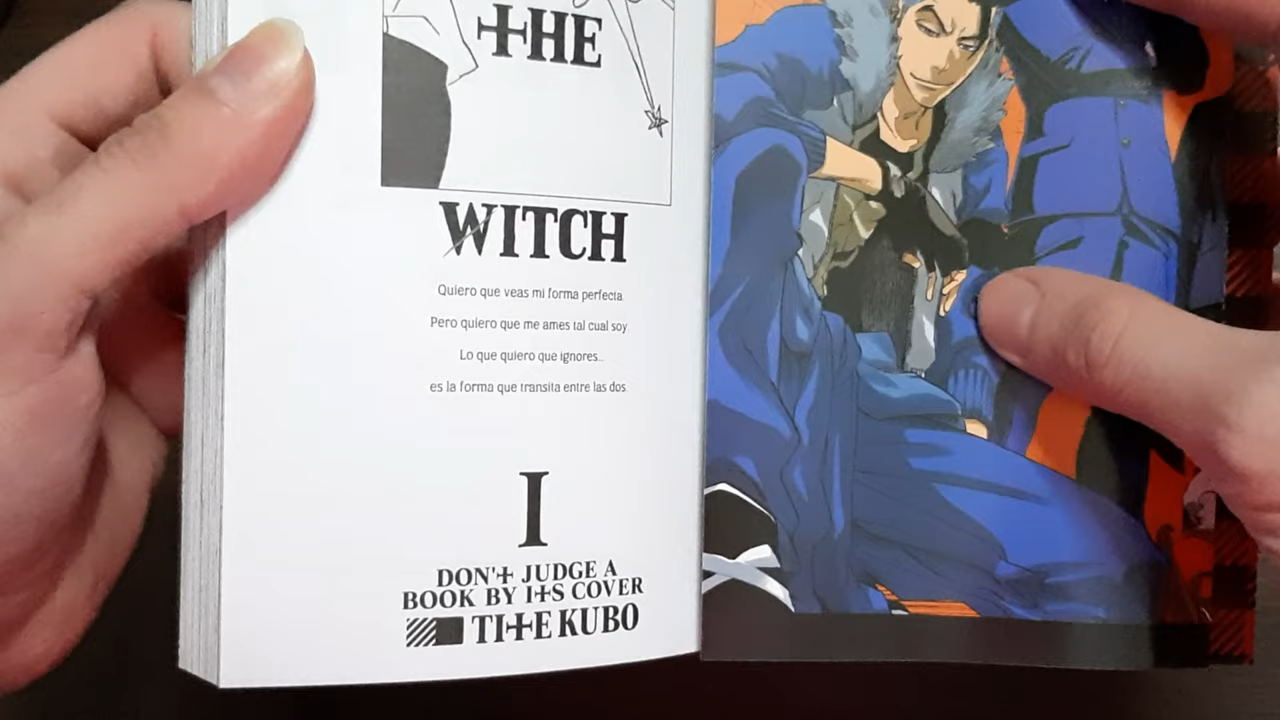 THE
WITCH
Quiero que veas mi forma perfecta.
Pero quiero que me ames tal cual soy.
Lo que quiero que ignores...
es la forma que transita entre las dos.
I
DON'T JUDGE A
BOOK BY ITS COVER
TITE KUBO